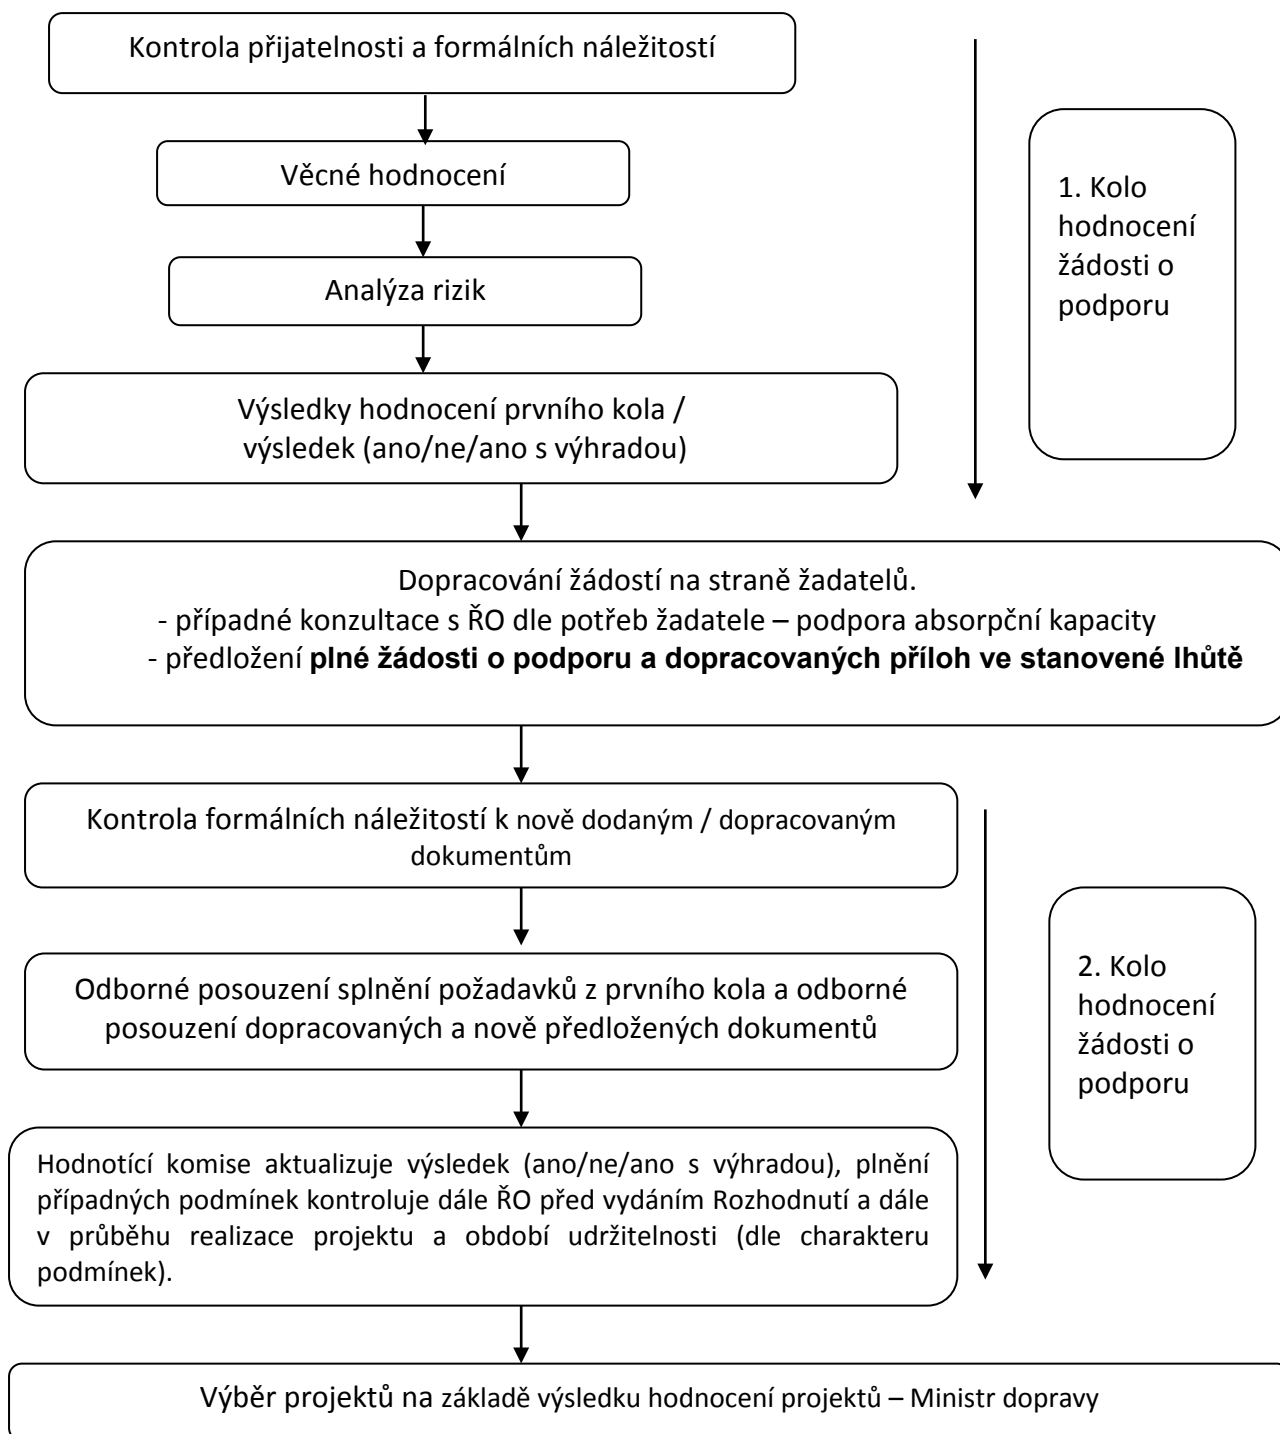 Kontrola přijatelnosti a formálních náležitostí
Věcné hodnocení
Analýza rizik
Výsledky hodnocení prvního kola /
výsledek (ano/ne/ano s výhradou)
1. Kolo
hodnocení
žádosti o
podporu
Dopracování žádostí na straně žadatelů.
- případné konzultace s ŘO dle potřeb žadatele – podpora absorpční kapacity
- předložení plné žádosti o podporu a dopracovaných příloh ve stanovené lhůtě
Kontrola formálních náležitostí k nově dodaným / dopracovaným
dokumentům
Odborné posouzení splnění požadavků z prvního kola a odborné
posouzení dopracovaných a nově předložených dokumentů
Hodnotící komise aktualizuje výsledek (ano/ne/ano s výhradou), plnění
případných podmínek kontroluje dále ŘO před vydáním Rozhodnutí a dále
v průběhu realizace projektu a období udržitelnosti (dle charakteru
podmínek).
2. Kolo
hodnocení
žádosti o
podporu
Výběr projektů na základě výsledku hodnocení projektů – Ministr dopravy